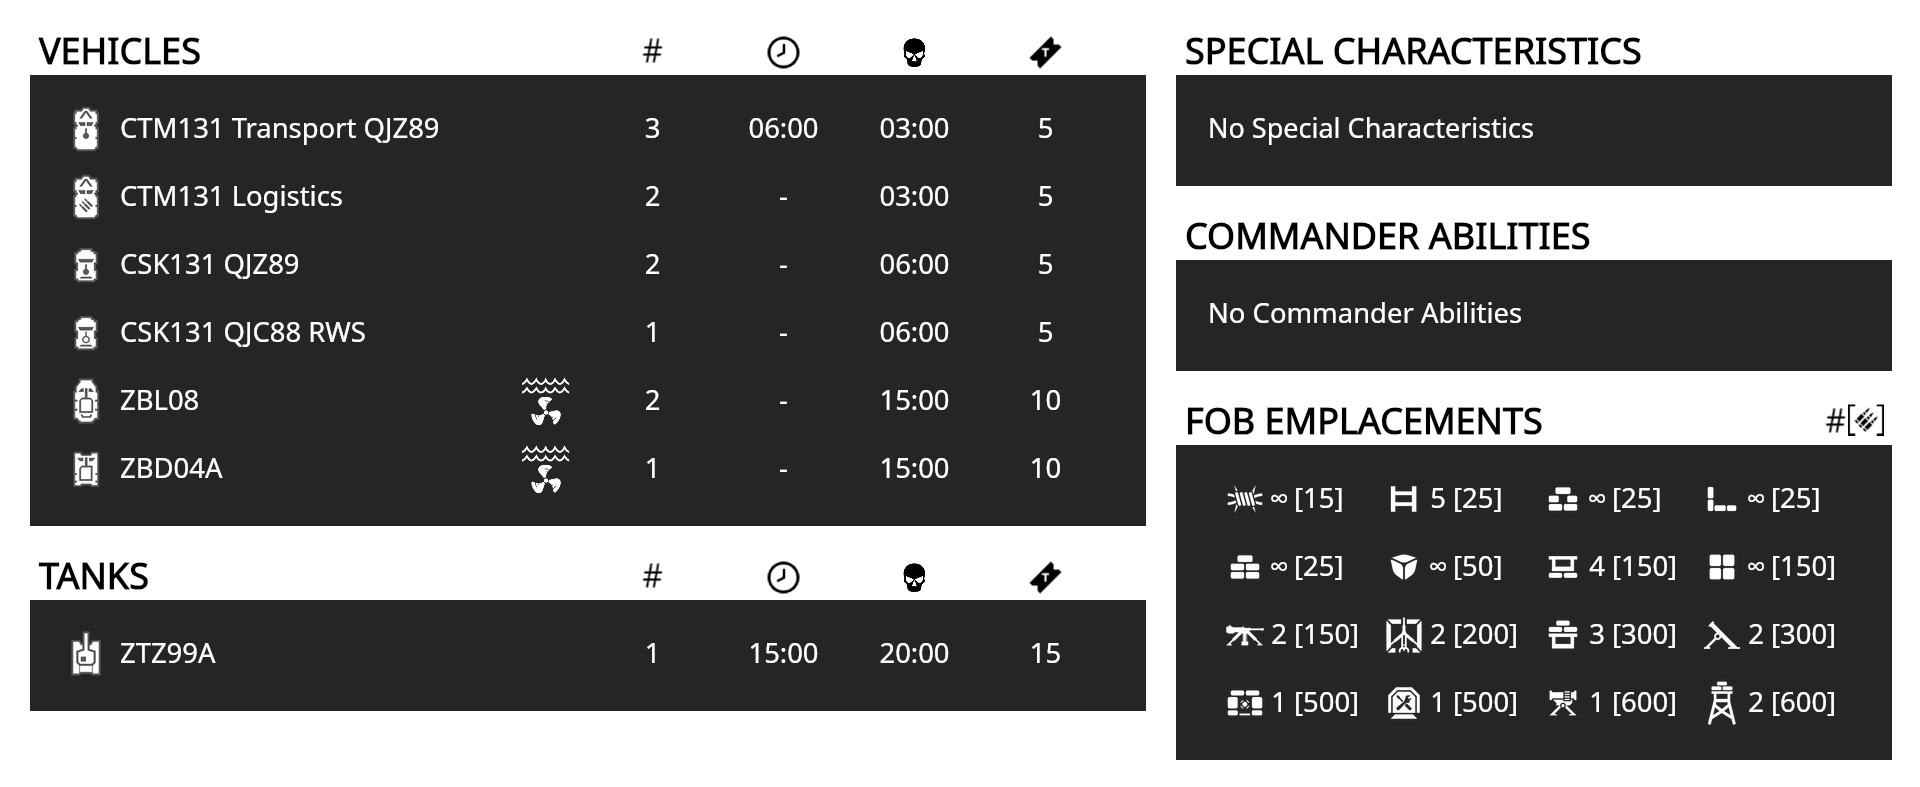 VEHICLES #
CTM131 Transport QJZ89 3 06:00 03:00 5
CTM131 Logistics 2 - 03:00 5
CSK131 QJZ89 2 - 06:00 5
CSK131 QJC88 RWS 1 - 06:00 5
ZBL08 2 - 15:00 10
ZBD04A 1 - 15:00 10
TANKS #
ZTZ99A 1 15:00 20:00 15
SPECIAL CHARACTERISTICS
No Special Characteristics
COMMANDER ABILITIES
No Commander Abilities
FOB EMPLACEMENTS #[ ]
∞ [15] 5 [25] ∞ [25] ∞ [25]
∞ [25] ∞ [50] 4 [150] ∞ [150]
2 [150] 2 [200] 3 [300] 2 [300]
1 [500] 1 [500] 1 [600] 2 [600]